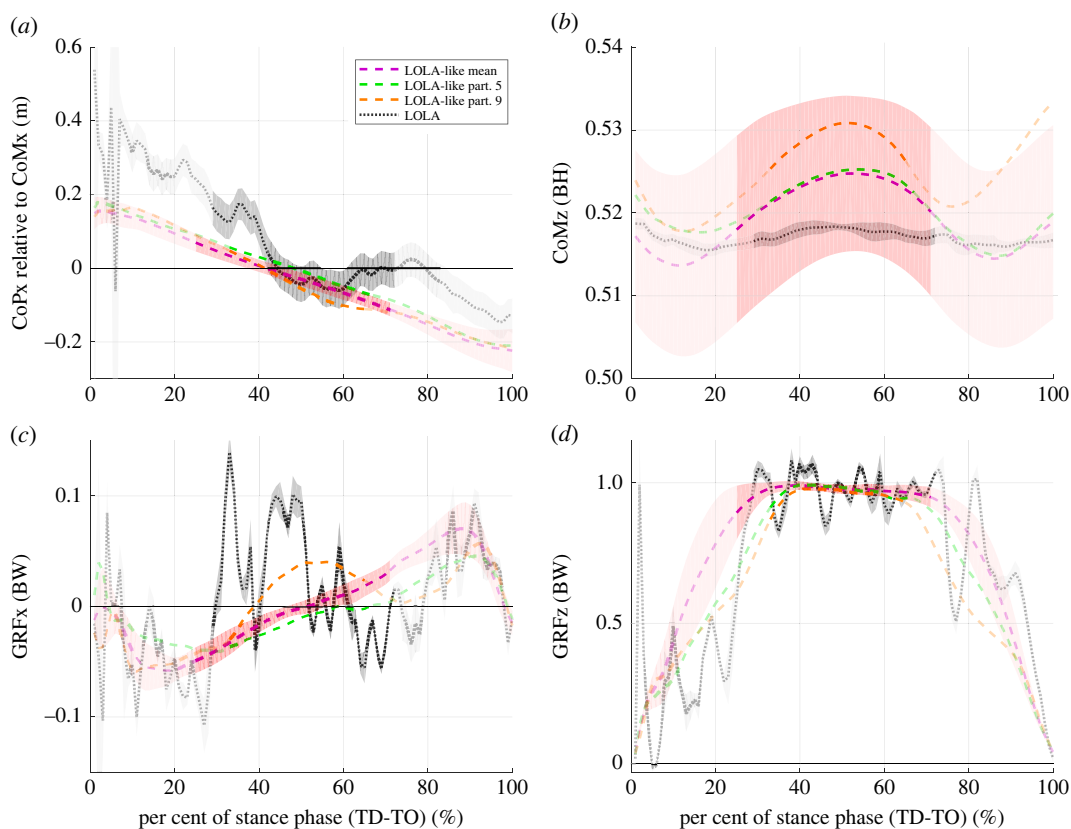 (a)
0.6
0.4
0.2
0
–0.2
CoPx relative to CoMx (m)
LOLA-like mean
LOLA-like part. 5
LOLA-like part. 9
LOLA
0 20 40 60 80 100
(b)
0.54
0.53
0.52
0.51
0.50
CoMz (BH)
0 20 40 60 80 100
(c)
0.1
0
–0.1
GRFx (BW)
0 20 40 60 80 100
per cent of stance phase (TD-TO) (%)
(d)
1.0
0.5
0
GRFz (BW)
0 20 40 60 80 100
per cent of stance phase (TD-TO) (%)